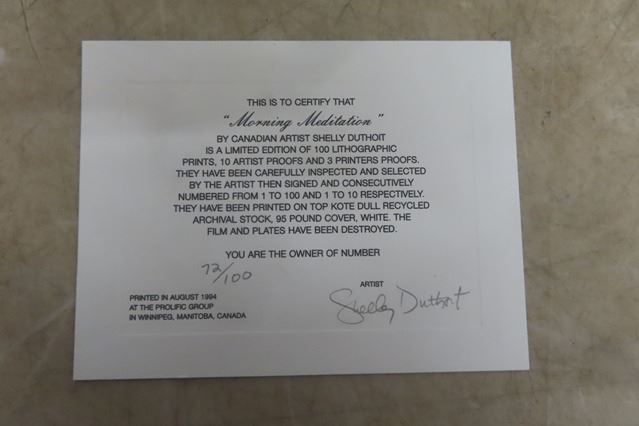 THIS IS TO CERTIFY THAT
"Morning Meditation"
BY CANADIAN ARTIST SHELLY DUTHOIT
IS A LIMITED EDITION OF 100 LITHOGRAPHIC
PRINTS, 10 ARTIST PROOFS AND 3 PRINTERS PROOFS.
THEY HAVE BEEN CAREFULLY INSPECTED AND SELECTED
BY THE ARTIST THEN SIGNED AND CONSECUTIVELY
NUMBERED FROM 1 TO 100 AND 1 TO 10 RESPECTIVELY.
THEY HAVE BEEN PRINTED ON TOP KOTE DULL RECYCLED
ARCHIVAL STOCK, 95 POUND COVER, WHITE. THE
FILM AND PLATES HAVE BEEN DESTROYED.
YOU ARE THE OWNER OF NUMBER
72/100
PRINTED IN AUGUST 1994
AT THE PROLIFIC GROUP
IN WINNIPEG, MANITOBA, CANADA
ARTIST
Shelly Duthoit